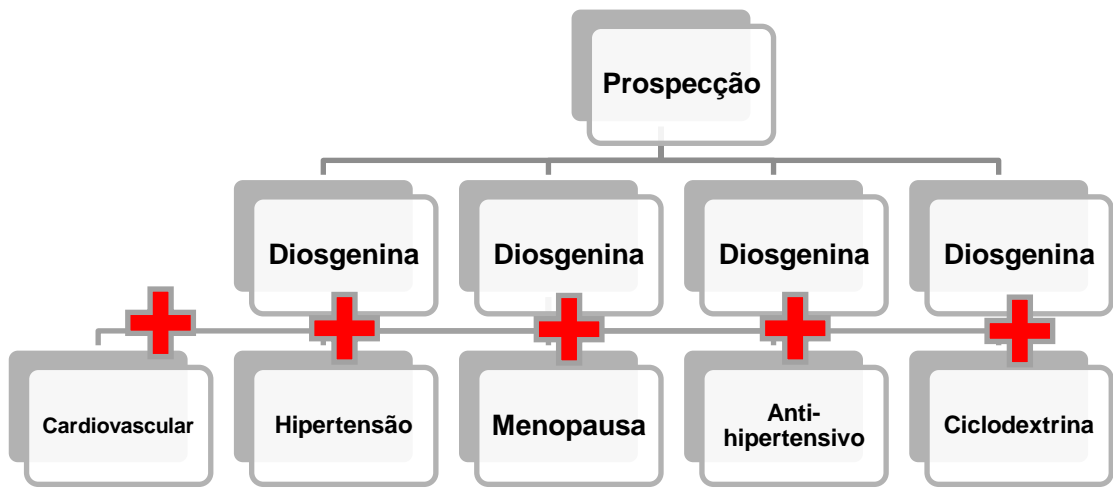 Prospecção
Diosgenina
Diosgenina
Diosgenina
Diosgenina
Cardiovascular
Hipertensão
Menopausa
Anti-
hipertensivo
Ciclodextrina